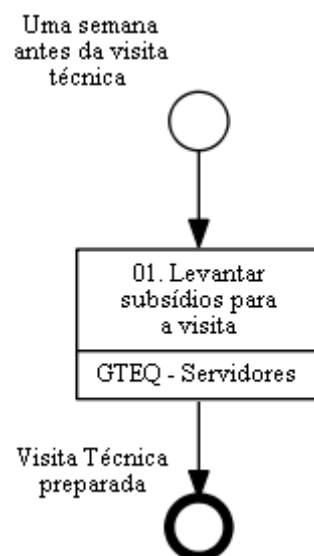 Uma semana
antes da visita
técnica
01. Levantar
subsídios para
a visita
GTEQ - Servidores
Visita Técnica
preparada